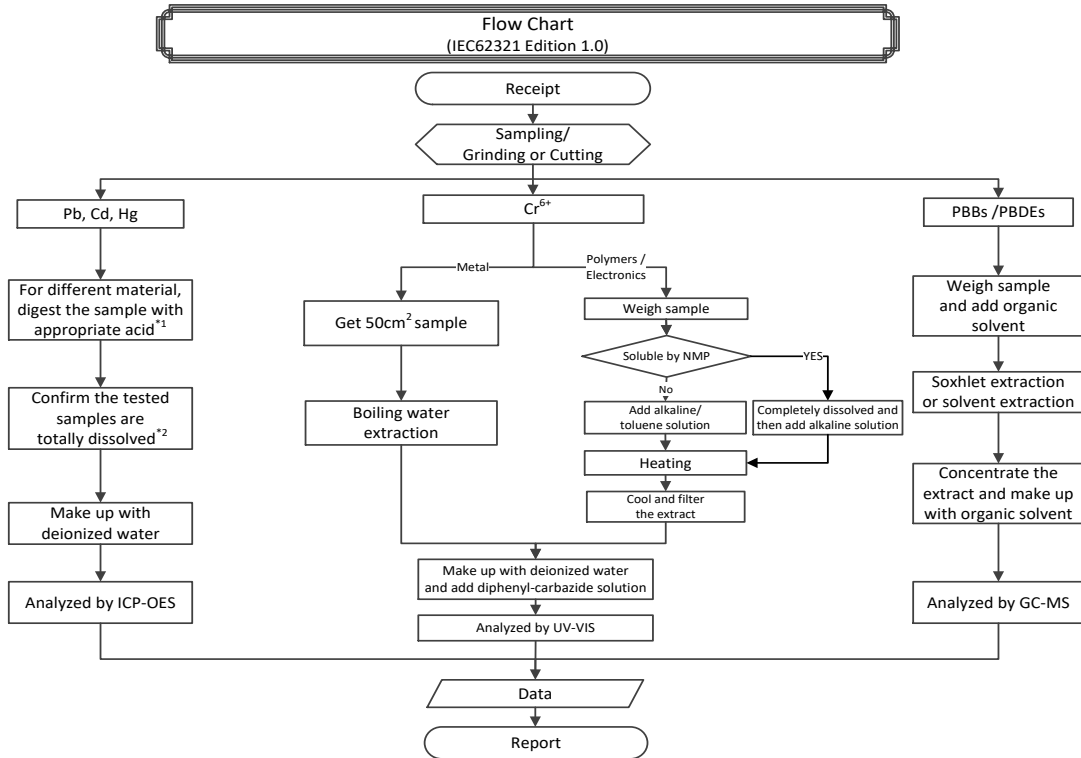 Flow Chart
(IEC62321 Edition 1.0)
Receipt
Sampling/
Grinding or Cutting
Pb, Cd, Hg
Cr⁶⁺
PBBs /PBDEs
Metal
Polymers /
Electronics
For different material,
digest the sample with
appropriate acid*1
Get 50cm² sample
Weigh sample
Weigh sample
and add organic
solvent
Soluble by NMP
YES
No
Confirm the tested
samples are
totally dissolved*2
Boiling water
extraction
Add alkaline/
toluene solution
Completely dissolved and
then add alkaline solution
Soxhlet extraction
or solvent extraction
Heating
Cool and filter
the extract
Concentrate the
extract and make up
with organic solvent
Make up with
deionized water
Make up with deionized water
and add diphenyl-carbazide solution
Analyzed by ICP-OES
Analyzed by UV-VIS
Analyzed by GC-MS
Data
Report